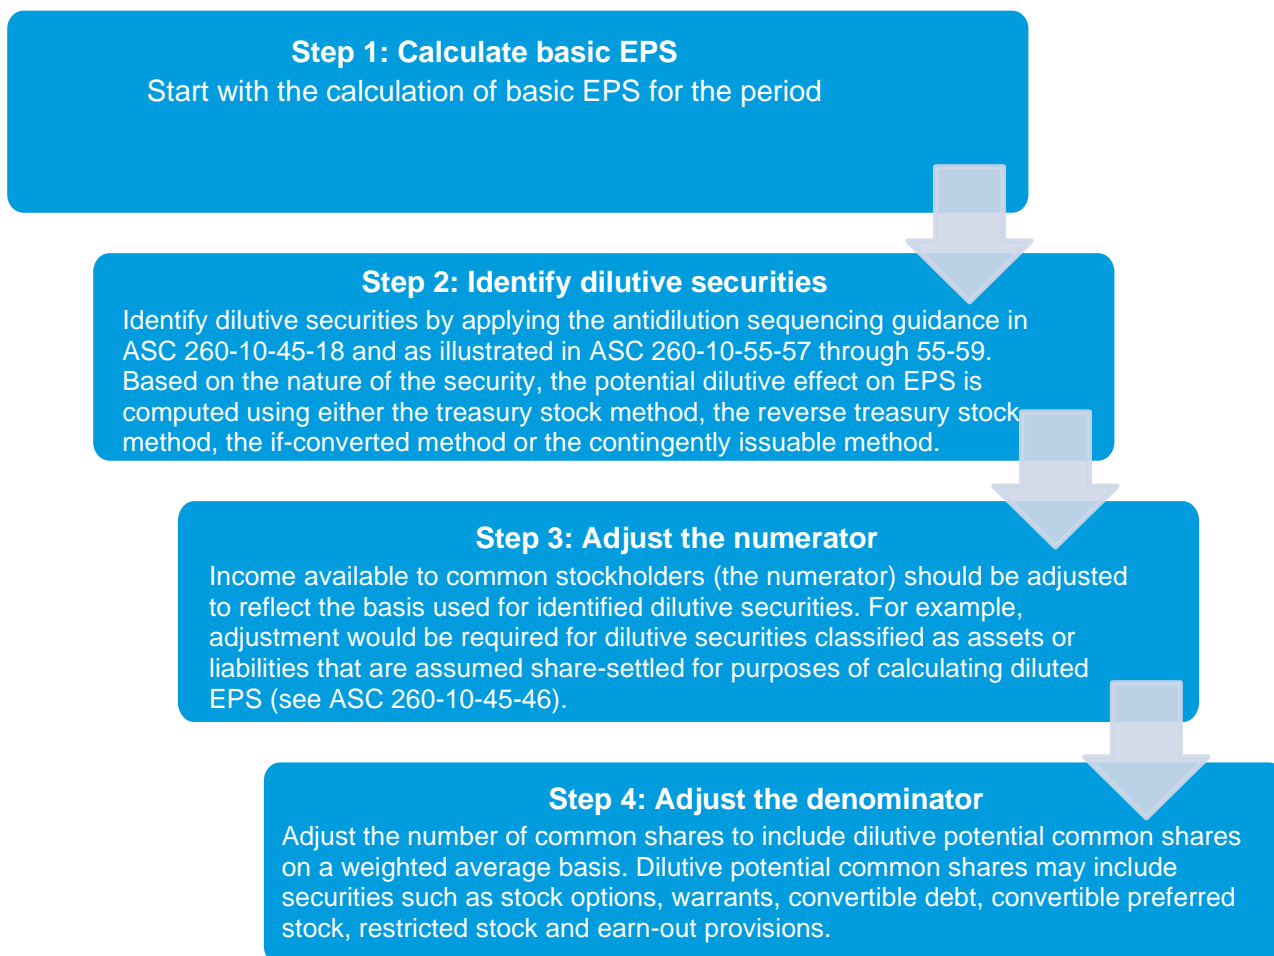 Step 1: Calculate basic EPS
Start with the calculation of basic EPS for the period
Step 2: Identify dilutive securities
Identify dilutive securities by applying the antidilution sequencing guidance in
ASC 260-10-45-18 and as illustrated in ASC 260-10-55-57 through 55-59.
Based on the nature of the security, the potential dilutive effect on EPS is
computed using either the treasury stock method, the reverse treasury stock
method, the if-converted method or the contingently issuable method.
Step 3: Adjust the numerator
Income available to common stockholders (the numerator) should be adjusted
to reflect the basis used for identified dilutive securities. For example,
adjustment would be required for dilutive securities classified as assets or
liabilities that are assumed share-settled for purposes of calculating diluted
EPS (see ASC 260-10-45-46).
Step 4: Adjust the denominator
Adjust the number of common shares to include dilutive potential common shares
on a weighted average basis. Dilutive potential common shares may include
securities such as stock options, warrants, convertible debt, convertible preferred
stock, restricted stock and earn-out provisions.